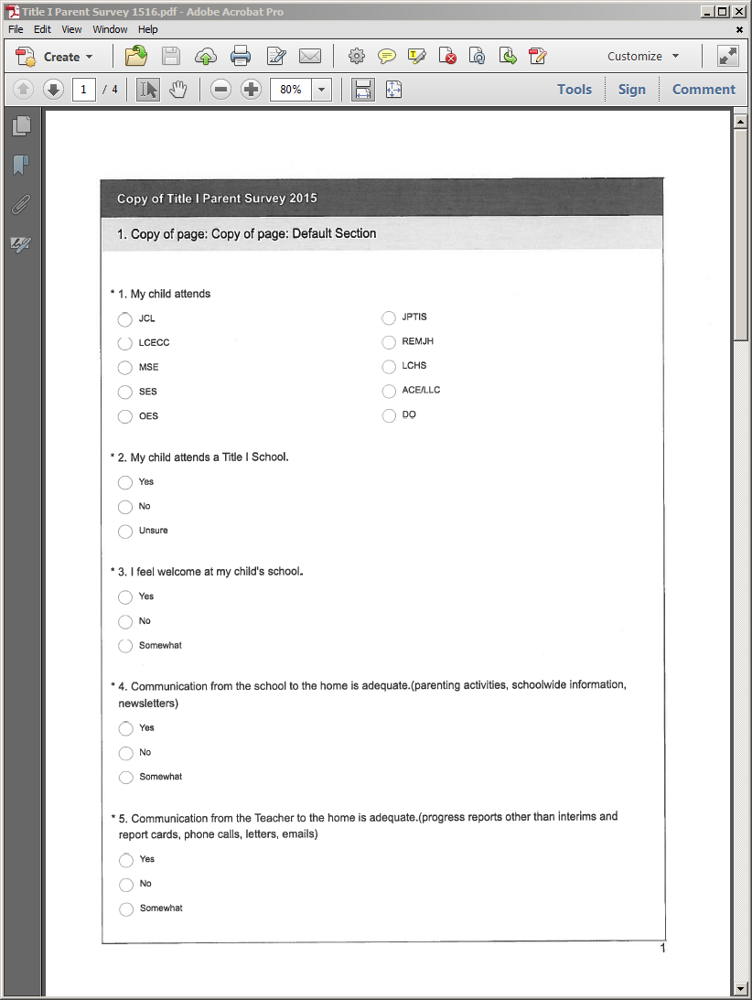 Title I Parent Survey 1516.pdf - Adobe Acrobat Pro
File Edit View Window Help
Create Customize
1 / 4 80% Tools Sign Comment
Copy of Title I Parent Survey 2015
1. Copy of page: Copy of page: Default Section
* 1. My child attends
JCL JPTIS
LCECC REMJH
MSE LCHS
SES ACE/LLC
OES DO
* 2. My child attends a Title I School.
Yes
No
Unsure
* 3. I feel welcome at my child's school.
Yes
No
Somewhat
* 4. Communication from the school to the home is adequate.(parenting activities, schoolwide information,
newsletters)
Yes
No
Somewhat
* 5. Communication from the Teacher to the home is adequate.(progress reports other than interims and
report cards, phone calls, letters, emails)
Yes
No
Somewhat
1